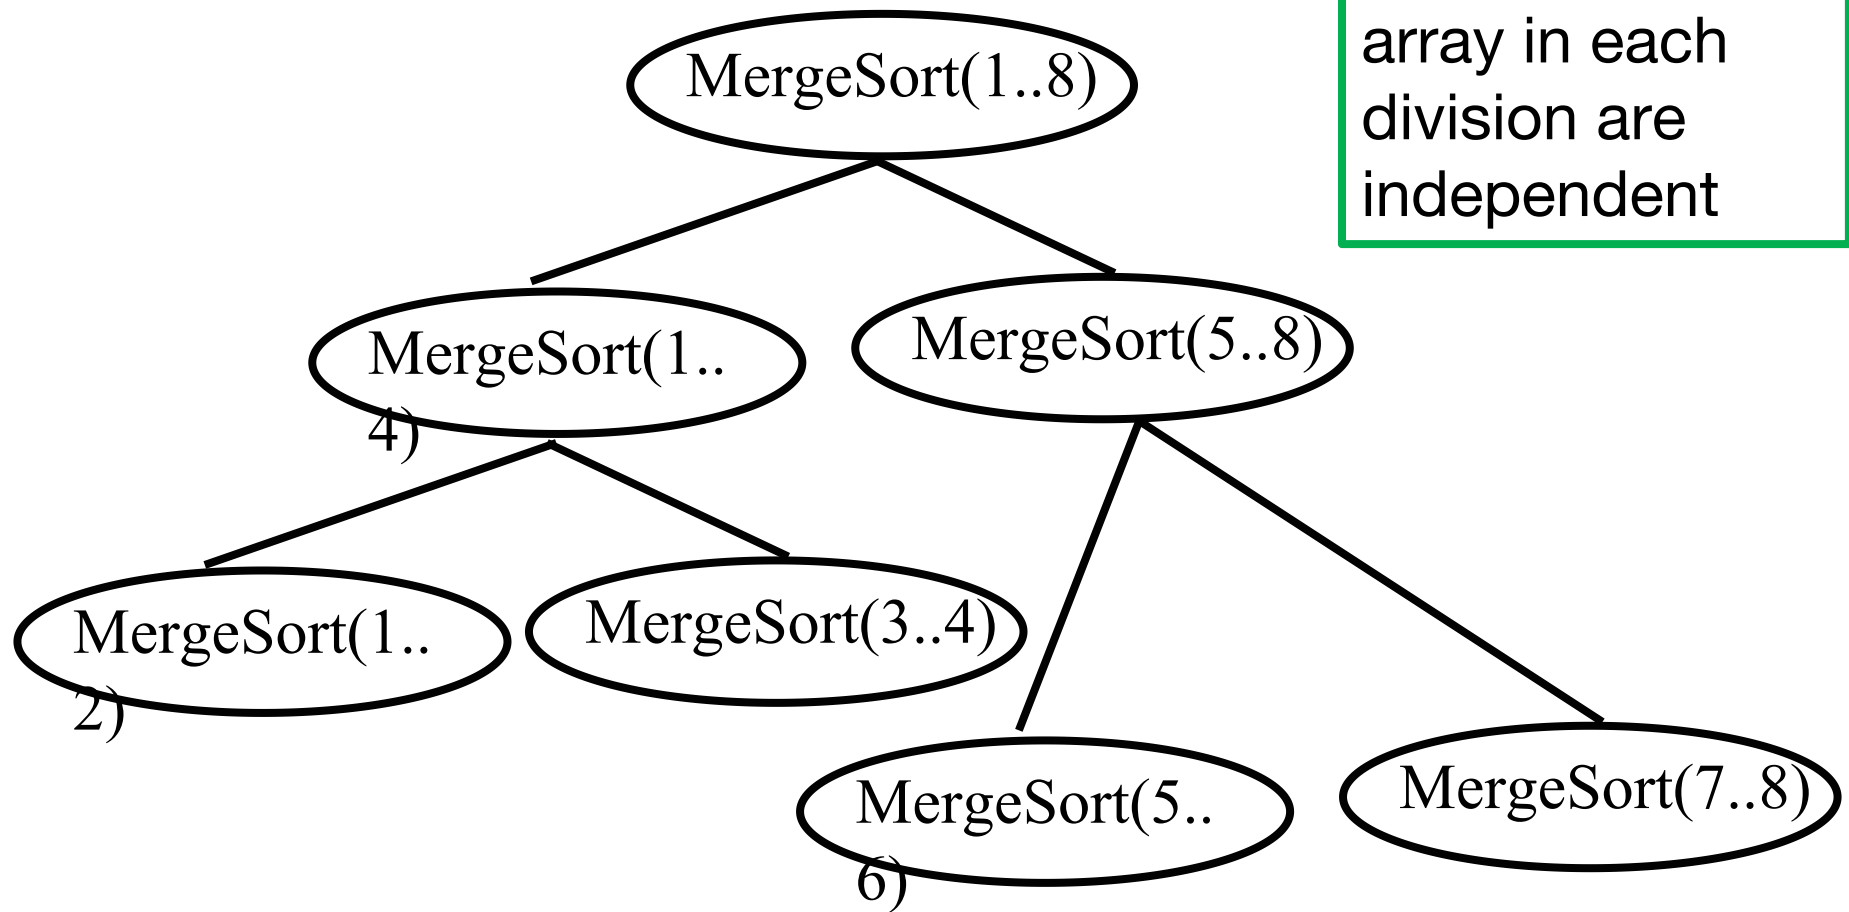 array in each
division are
independent
MergeSort(1..8)
MergeSort(1..
4)
MergeSort(5..8)
MergeSort(1..
2)
MergeSort(3..4)
MergeSort(5..
6)
MergeSort(7..8)